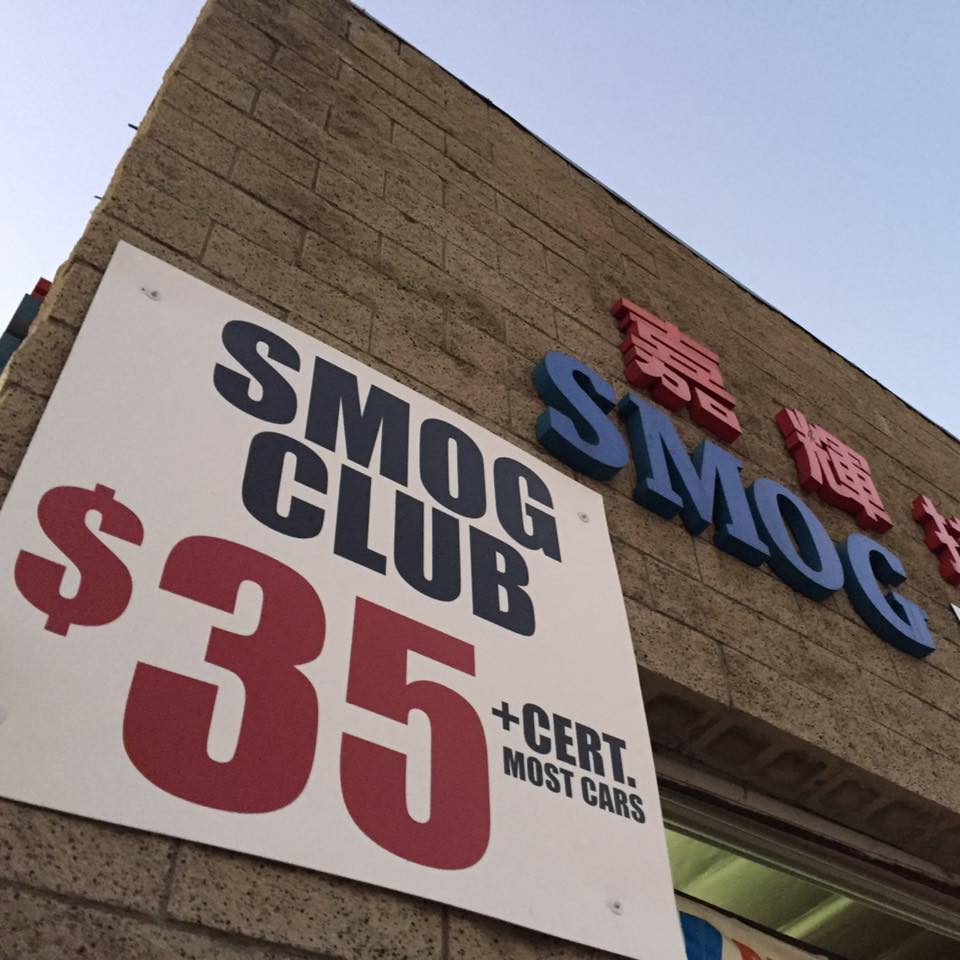 SMOG
CLUB
$35
+CERT.
MOST CARS
嘉輝
SMOG